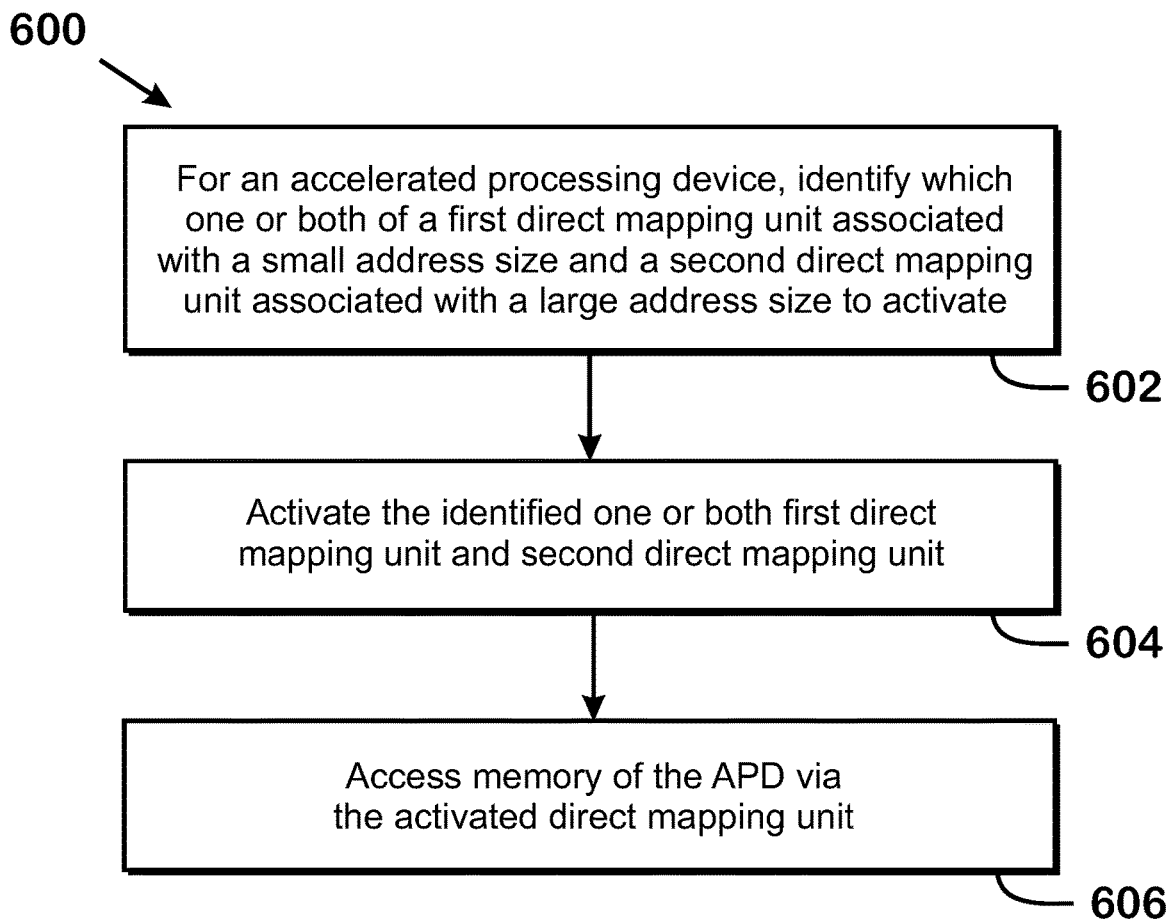 600
For an accelerated processing device, identify which
one or both of a first direct mapping unit associated
with a small address size and a second direct mapping
unit associated with a large address size to activate
602
Activate the identified one or both first direct
mapping unit and second direct mapping unit
604
Access memory of the APD via
the activated direct mapping unit
606